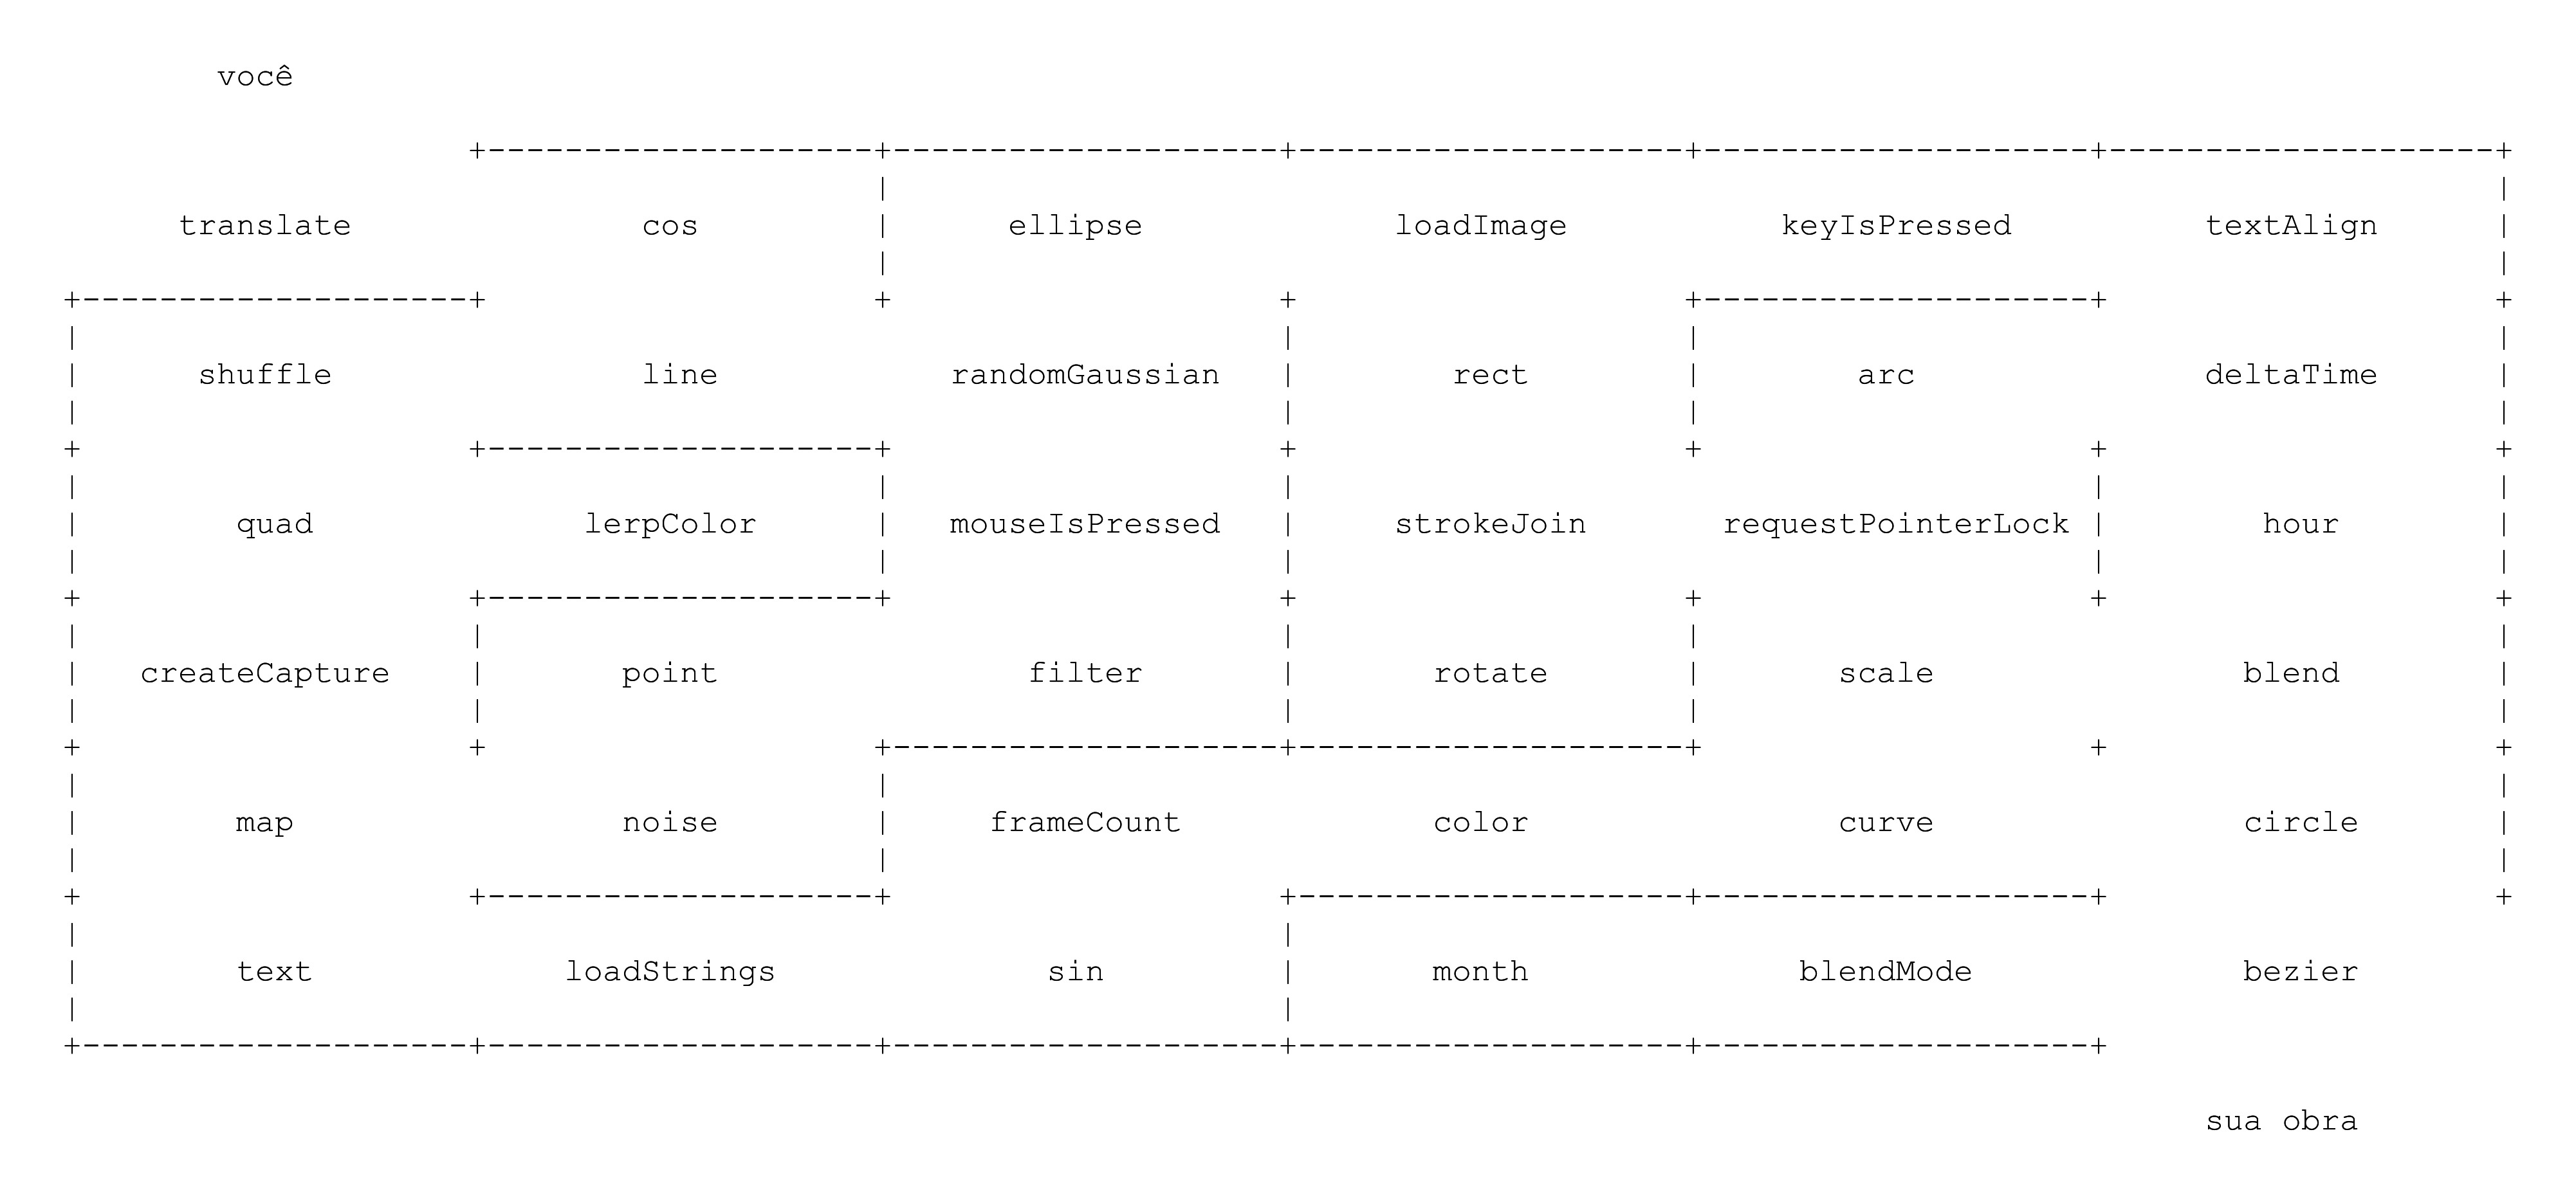 você
translate cos ellipse loadImage keyIsPressed textAlign
shuffle line randomGaussian rect arc deltaTime
quad lerpColor mouseIsPressed strokeJoin requestPointerLock hour
createCapture point filter rotate scale blend
map noise frameCount color curve circle
text loadStrings sin month blendMode bezier
sua obra